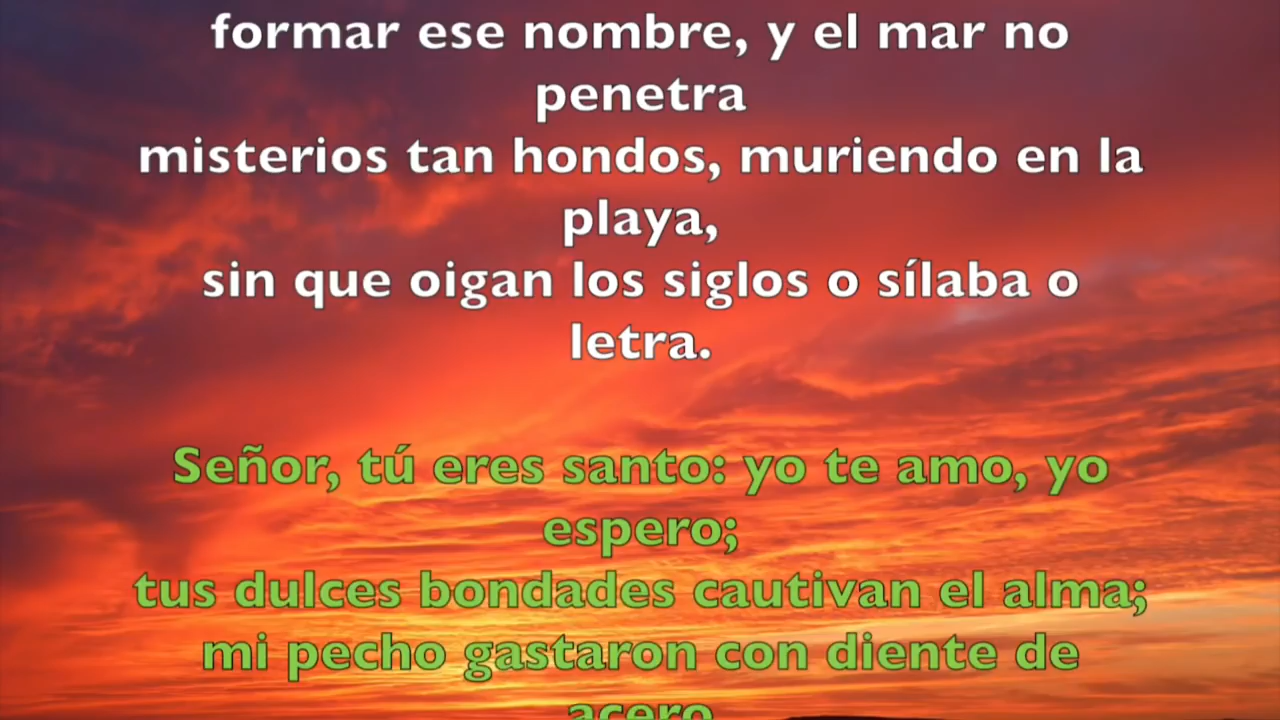 formar ese nombre, y el mar no
penetra
misterios tan hondos, muriendo en la
playa,
sin que oigan los siglos o sílaba o
letra.
Señor, tú eres santo: yo te amo, yo
espero;
tus dulces bondades cautivan el alma;
mi pecho gastaron con diente de
acero